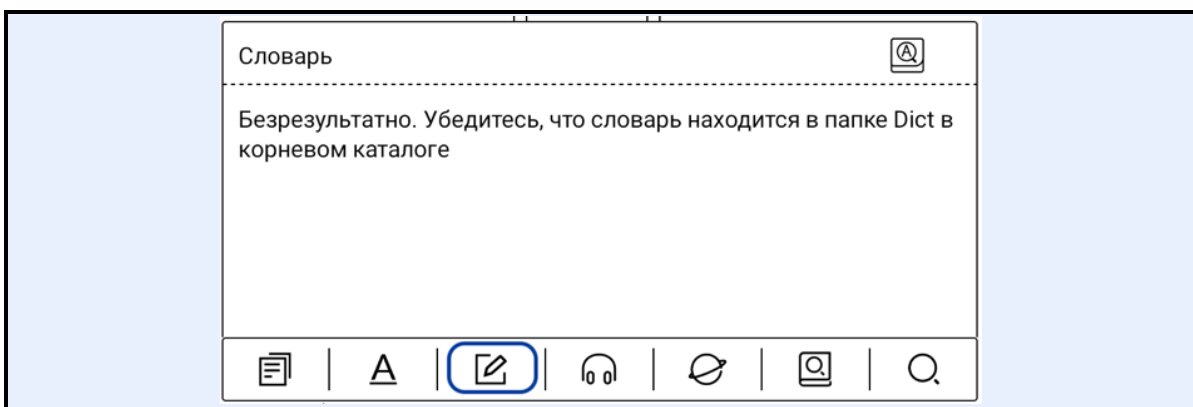 Словарь
Безрезультатно. Убедитесь, что словарь находится в папке Dict в
корневом каталоге